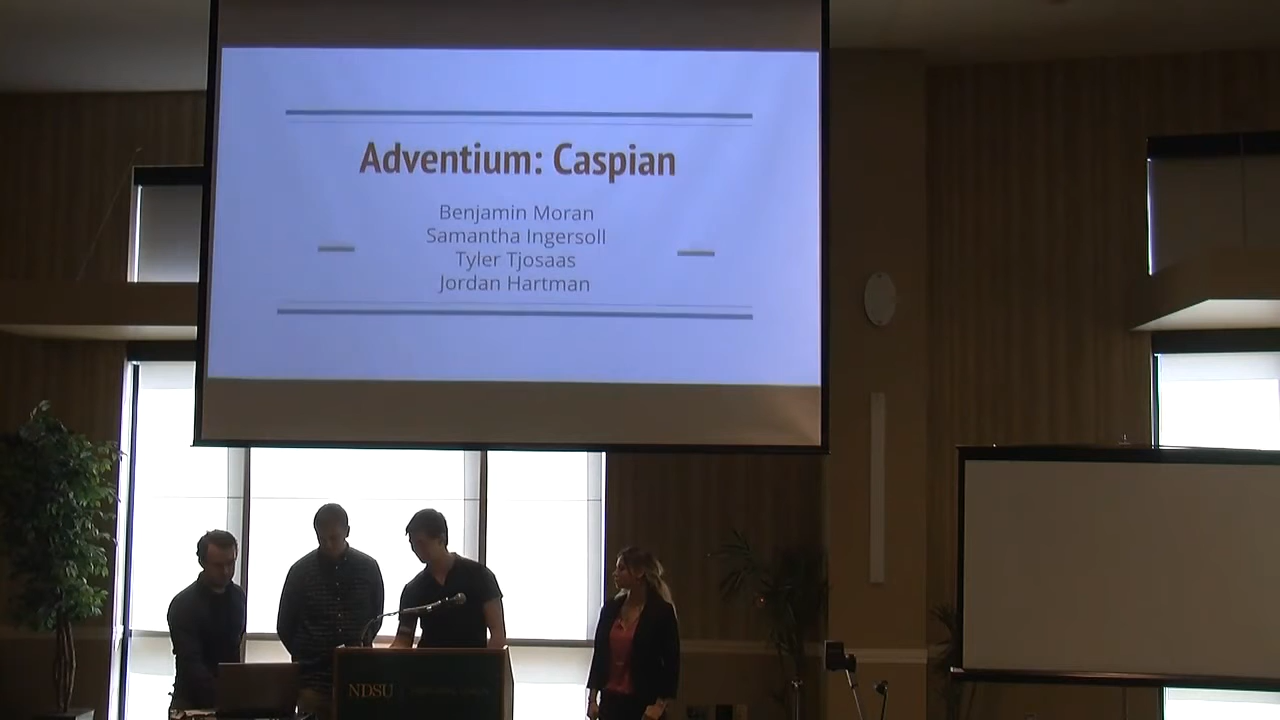 Adventium: Caspian
Benjamin Moran
Samantha Ingersoll
Tyler Tjosaas
Jordan Hartman
NDSU